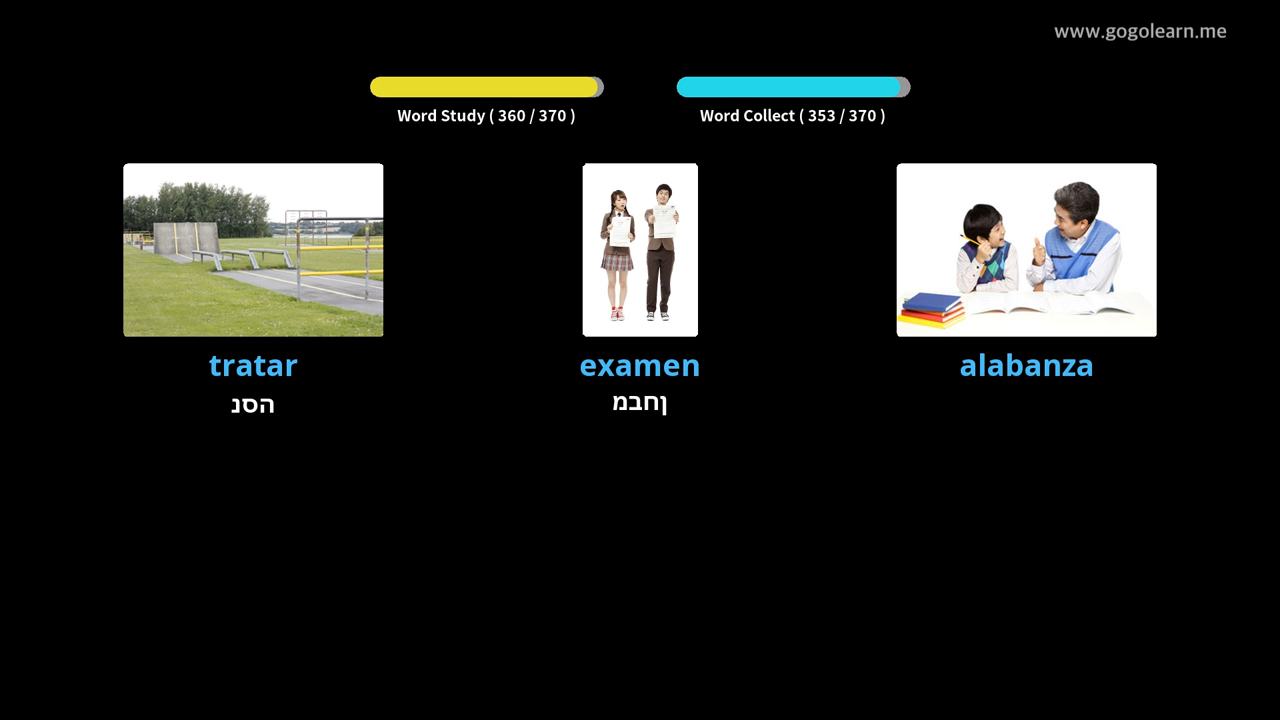 www.gogolearn.me
Word Study ( 360 / 370 )
Word Collect ( 353 / 370 )
tratar
הסנ
examen
ןחבמ
alabanza